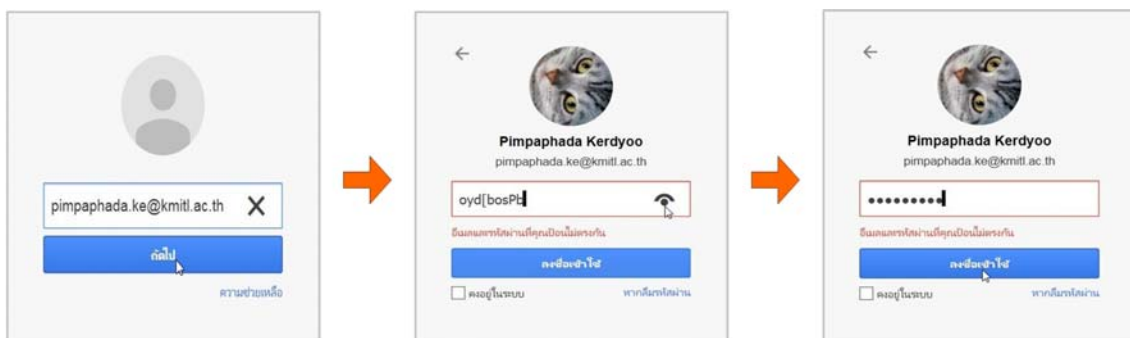 pimpaphada.ke@kmitl.ac.th
ถัดไป
ความช่วยเหลือ
Pimpaphada Kerdyoo
pimpaphada.ke@kmitl.ac.th
oyd[bosPb
อีเมลและรหัสผ่านที่คุณป้อนไม่ตรงกัน
ลงชื่อเข้าใช้
คงอยู่ในระบบ
หากลืมรหัสผ่าน
Pimpaphada Kerdyoo
pimpaphada.ke@kmitl.ac.th
อีเมลและรหัสผ่านที่คุณป้อนไม่ตรงกัน
ลงชื่อเข้าใช้
คงอยู่ในระบบ
หากลืมรหัสผ่าน